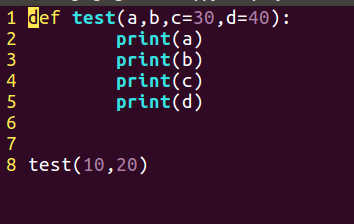 1 def test(a,b,c=30,d=40):
2         print(a)
3         print(b)
4         print(c)
5         print(d)
6
7
8 test(10,20)